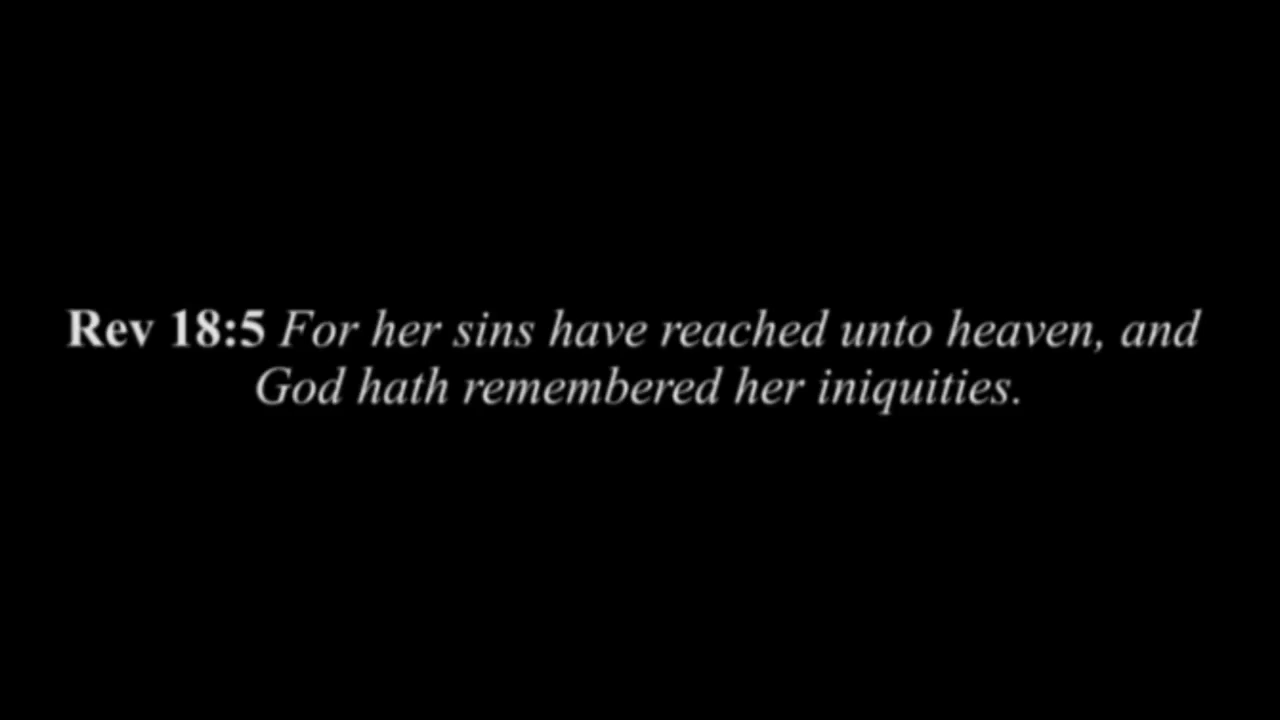 Rev 18:5 For her sins have reached unto heaven, and
God hath remembered her iniquities.